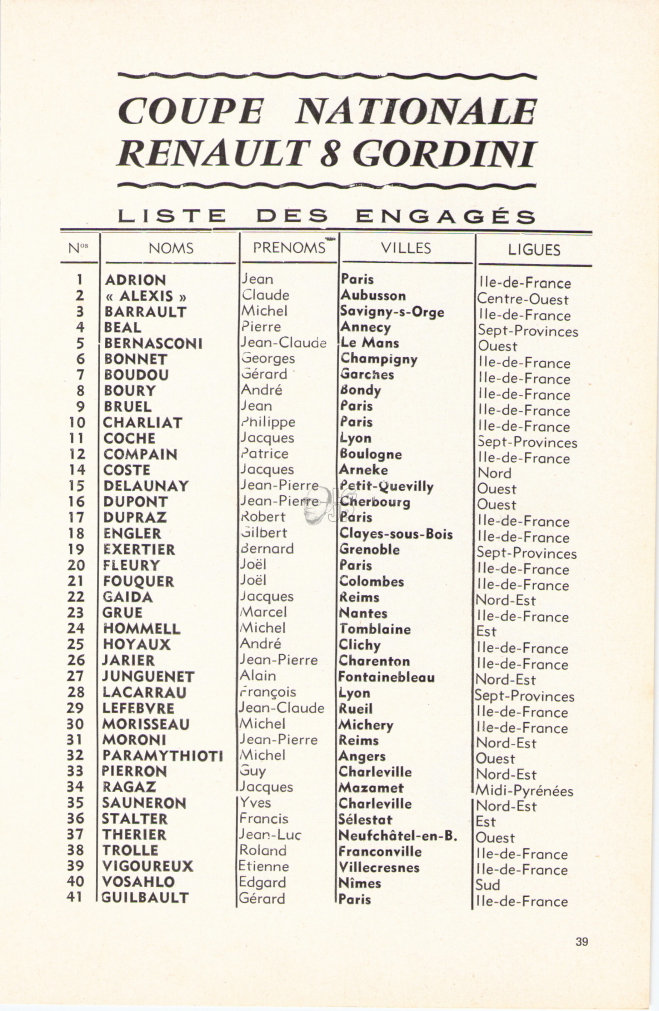 COUPE NATIONALE
RENAULT 8 GORDINI
LISTE DES ENGAGÉS
Nos NOMS PRENOMS VILLES LIGUES
1 ADRION Jean Paris Ile-de-France
2 « ALEXIS » Claude Aubusson Centre-Ouest
3 BARRAULT Michel Savigny-s-Orge Ile-de-France
4 BEAL Pierre Annecy Sept-Provinces
5 BERNASCONI Jean-Claude Le Mans Ouest
6 BONNET Georges Champigny Ile-de-France
7 BOUDOU Gérard Garches Ile-de-France
8 BOURY André Bondy Ile-de-France
9 BRUEL Jean Paris Ile-de-France
10 CHARLIAT Philippe Paris Ile-de-France
11 COCHE Jacques Lyon Sept-Provinces
12 COMPAIN Patrice Boulogne Ile-de-France
14 COSTE Jacques Arneke Nord
15 DELAUNAY Jean-Pierre Petit-Quevilly Ouest
16 DUPONT Jean-Pierre Cherbourg Ouest
17 DUPRAZ Robert Paris Ile-de-France
18 ENGLER Gilbert Clayes-sous-Bois Ile-de-France
19 EXERTIER Bernard Grenoble Sept-Provinces
20 FLEURY Joël Paris Ile-de-France
21 FOUQUER Joël Colombes Ile-de-France
22 GAIDA Jacques Reims Nord-Est
23 GRUE Marcel Nantes Ile-de-France
24 HOMMELL Michel Tomblaine Est
25 HOYAUX André Clichy Ile-de-France
26 JARIER Jean-Pierre Charenton Ile-de-France
27 JUNGUENET Alain Fontainebleau Nord-Est
28 LACARRAU François Lyon Sept-Provinces
29 LEFEBVRE Jean-Claude Rueil Ile-de-France
30 MORISSEAU Michel Michery Ile-de-France
31 MORONI Jean-Pierre Reims Nord-Est
32 PARAMYTHIOTI Michel Angers Ouest
33 PIERRON Guy Charleville Nord-Est
34 RAGAZ Jacques Mazamet Midi-Pyrénées
35 SAUNERON Yves Charleville Nord-Est
36 STALTER Francis Sélestat Est
37 THERIER Jean-Luc Neufchâtel-en-B. Ouest
38 TROLLE Roland Franconville Ile-de-France
39 VIGOUREUX Etienne Villecresnes Ile-de-France
40 VOSAHLO Edgard Nîmes Sud
41 GUILBAULT Gérard Paris Ile-de-France
39